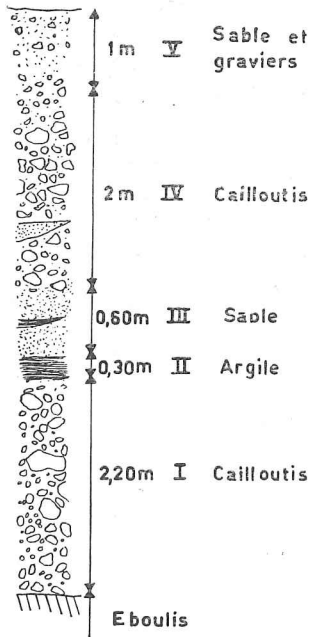 1m V Sable et
graviers
2m IV Cailloutis
0,60m III Sable
0,30m II Argile
2,20m I Cailloutis
Eboulis